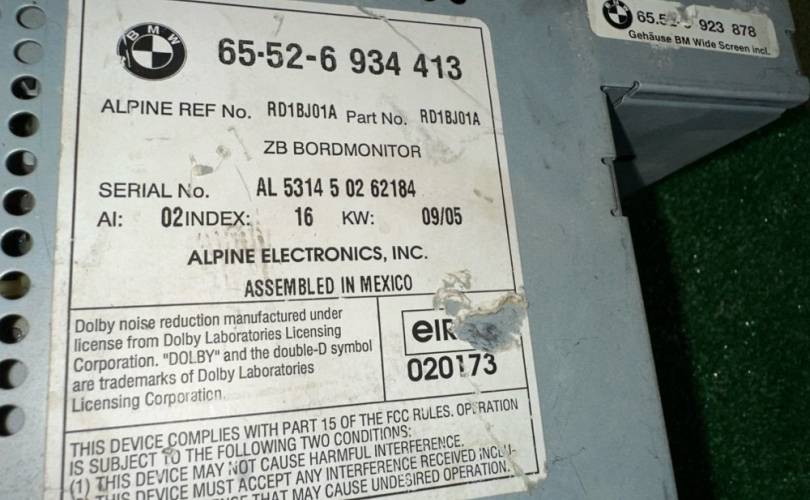 BMW
65-52-6 934 413
ALPINE REF No. RD1BJ01A Part No. RD1BJ01A
ZB BORDMONITOR
SERIAL No. AL 5314 5 02 62184
AI: 02INDEX: 16 KW: 09/05
ALPINE ELECTRONICS, INC.
ASSEMBLED IN MEXICO
Dolby noise reduction manufactured under
license from Dolby Laboratories Licensing
Corporation. "DOLBY" and the double-D symbol
are trademarks of Dolby Laboratories
Licensing Corporation.
020173
THIS DEVICE COMPLIES WITH PART 15 OF THE FCC RULES. OPERATION
IS SUBJECT TO THE FOLLOWING TWO CONDITIONS:
(1) THIS DEVICE MAY NOT CAUSE HARMFUL INTERFERENCE.
THIS DEVICE MUST ACCEPT ANY INTERFERENCE RECEIVED INCLU-
THAT MAY CAUSE UNDESIRED OPERATION.
923 878
Gehäuse BM Wide Screen incl.